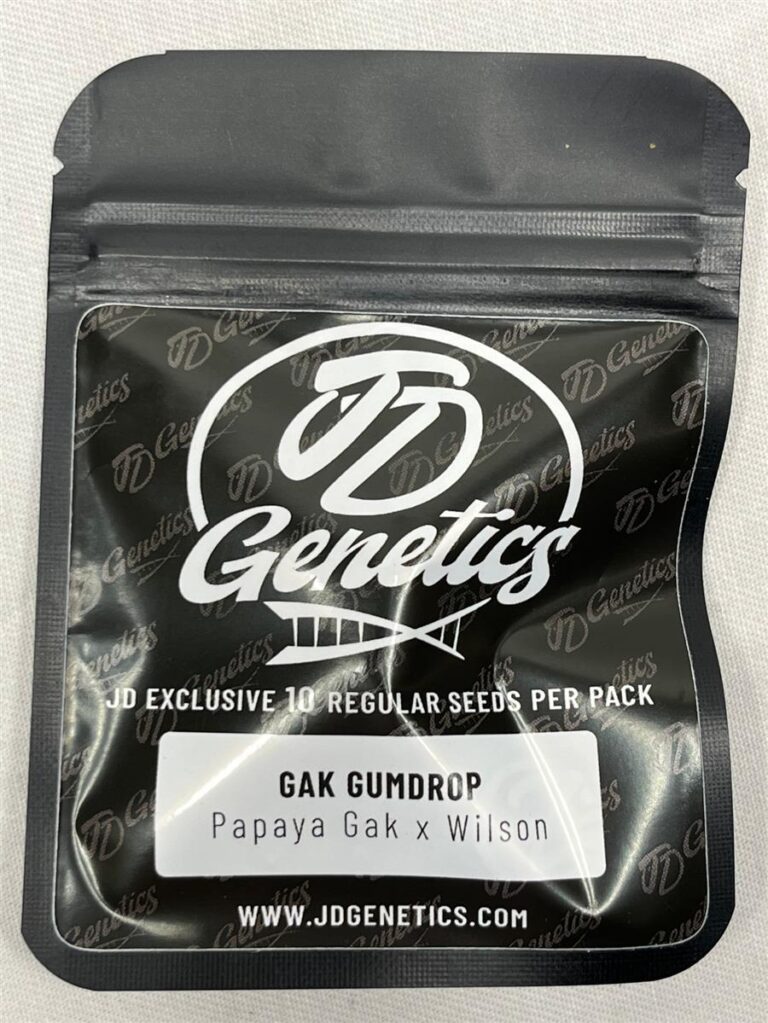 JD
Genetics
JD EXCLUSIVE 10 REGULAR SEEDS PER PACK
GAK GUMDROP
Papaya Gak x Wilson
WWW.JDGENETICS.COM